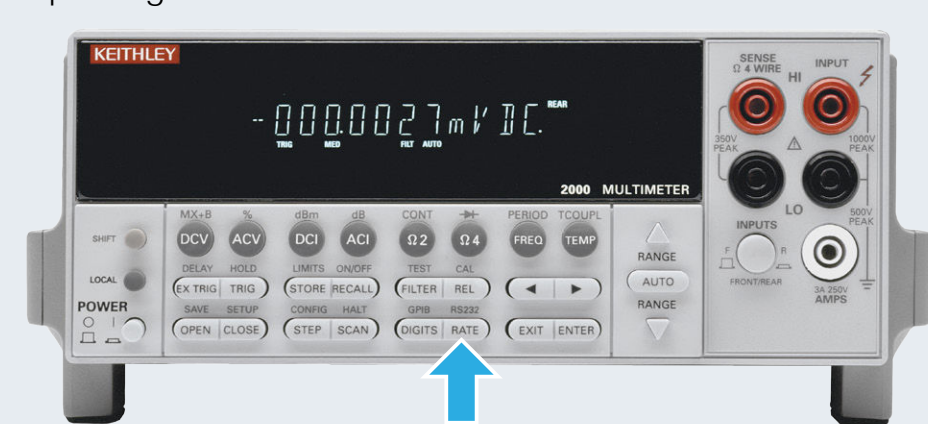 KEITHLEY
-000.0027mV DC.
REAR
TRIG MED FILT AUTO
2000 MULTIMETER
SENSE
Ω 4 WIRE
HI
INPUT
350V
PEAK
1000V
PEAK
LO
500V
PEAK
INPUTS
F R
FRONT/REAR
3A 250V
AMPS
MX+B % dBm dB CONT PERIOD TCOUPL
SHIFT DCV ACV DCI ACI Ω2 Ω4 FREQ TEMP
DELAY HOLD LIMITS ON/OFF TEST CAL
LOCAL EX TRIG TRIG STORE RECALL FILTER REL
POWER
SAVE SETUP CONFIG HALT GPIB RS232
OPEN CLOSE STEP SCAN DIGITS RATE EXIT ENTER
RANGE
AUTO
RANGE